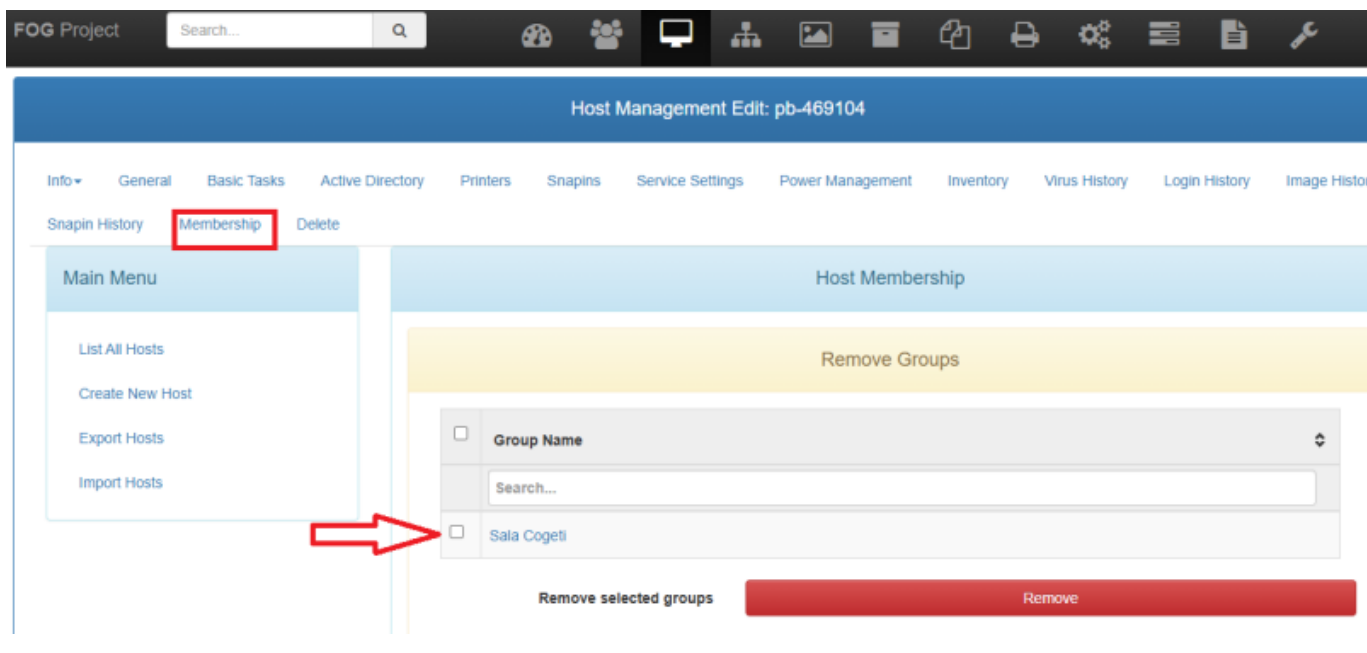 FOG Project Search...
Host Management Edit: pb-469104
Info General Basic Tasks Active Directory Printers Snapins Service Settings Power Management Inventory Virus History Login History Image Histo
Snapin History Membership Delete
Main Menu
Host Membership
List All Hosts
Create New Host
Export Hosts
Import Hosts
Remove Groups
Group Name
Search...
Sala Cogeti
Remove selected groups Remove